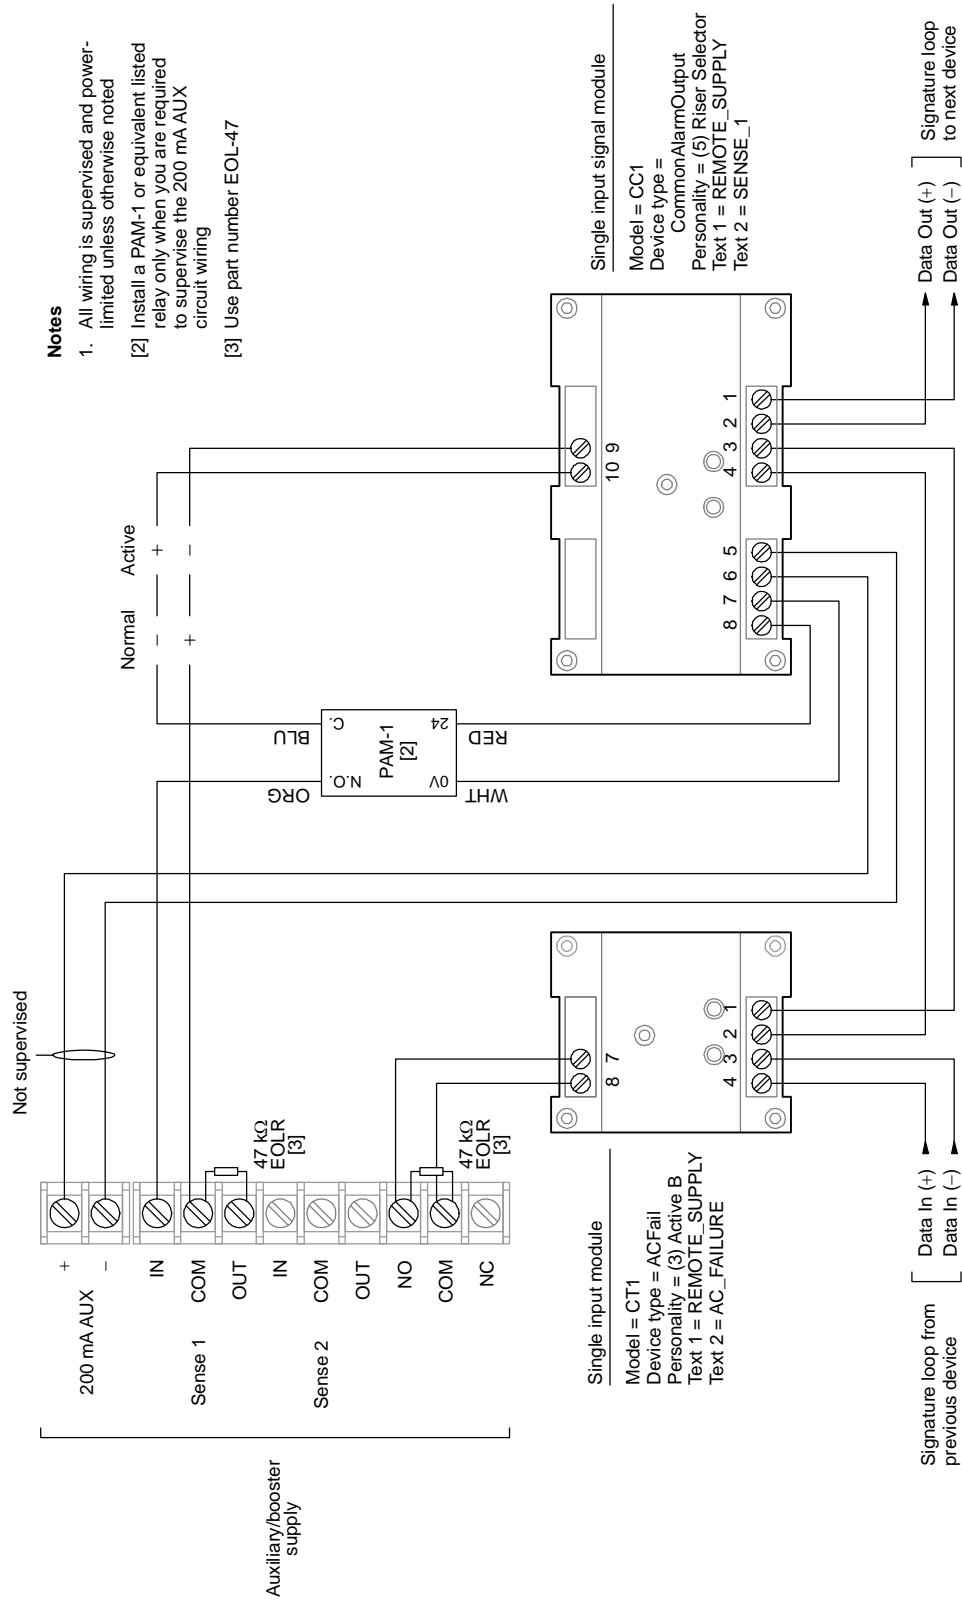 Notes
1. All wiring is supervised and power-
limited unless otherwise noted
[2] Install a PAM-1 or equivalent listed
relay only when you are required
to supervise the 200 mA AUX
circuit wiring
[3] Use part number EOL-47
Not supervised
Normal
Active
−
+
+
−
Auxiliary/booster
supply
200 mA AUX
+
−
Sense 1
IN
COM
OUT
Sense 2
IN
COM
OUT
NO
COM
NC
47 kΩ
EOLR
[3]
47 kΩ
EOLR
[3]
ORG
BLU
N.O.
C.
PAM-1
[2]
0V
24
WHT
RED
Single input module
Model = CT1
Device type = ACFail
Personality = (3) Active B
Text 1 = REMOTE_SUPPLY
Text 2 = AC_FAILURE
8
7
4
3
2
1
Single input signal module
Model = CC1
Device type =
CommonAlarmOutput
Personality = (5) Riser Selector
Text 1 = REMOTE_SUPPLY
Text 2 = SENSE_1
10
9
8
7
6
5
4
3
2
1
Signature loop from
previous device
Data In (+)
Data In (−)
Data Out (+)
Data Out (−)
Signature loop
to next device